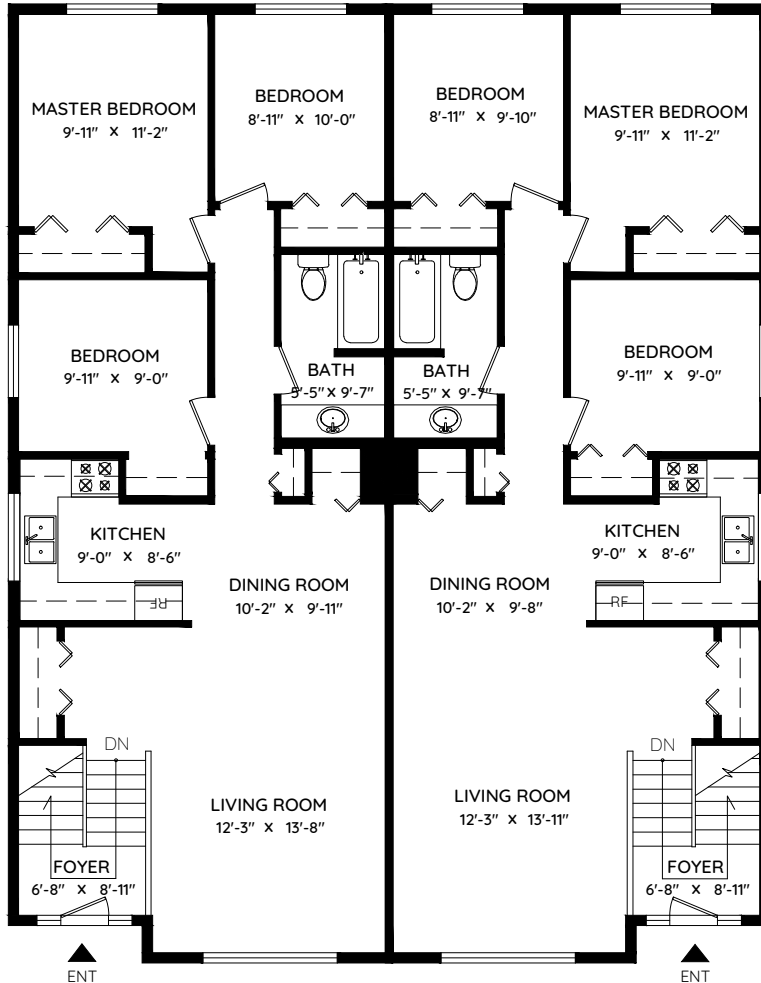 MASTER BEDROOM
9'-11" X 11'-2"
BEDROOM
8'-11" X 10'-0"
BEDROOM
8'-11" X 9'-10"
MASTER BEDROOM
9'-11" X 11'-2"
BEDROOM
9'-11" X 9'-0"
BATH
5'-5" X 9'-7"
BATH
5'-5" X 9'-7"
BEDROOM
9'-11" X 9'-0"
KITCHEN
9'-0" X 8'-6"
RF
DINING ROOM
10'-2" X 9'-11"
DINING ROOM
10'-2" X 9'-8"
KITCHEN
9'-0" X 8'-6"
RF
DN
LIVING ROOM
12'-3" X 13'-8"
LIVING ROOM
12'-3" X 13'-11"
DN
FOYER
6'-8" X 8'-11"
FOYER
6'-8" X 8'-11"
ENT
ENT